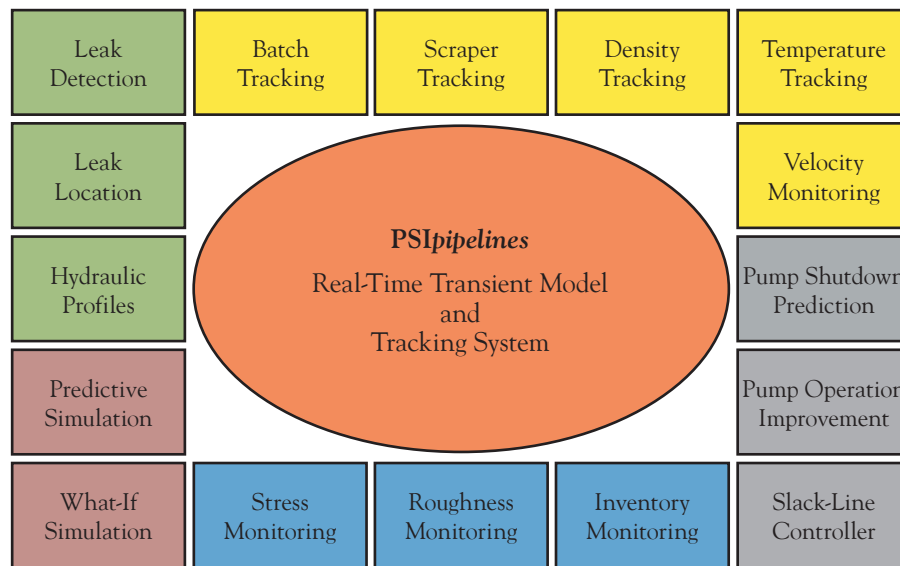 Leak
Detection
Batch
Tracking
Scraper
Tracking
Density
Tracking
Temperature
Tracking
Leak
Location
Velocity
Monitoring
PSIpipelines
Real-Time Transient Model
and
Tracking System
Hydraulic
Profiles
Pump Shutdown
Prediction
Predictive
Simulation
Pump Operation
Improvement
What-If
Simulation
Stress
Monitoring
Roughness
Monitoring
Inventory
Monitoring
Slack-Line
Controller